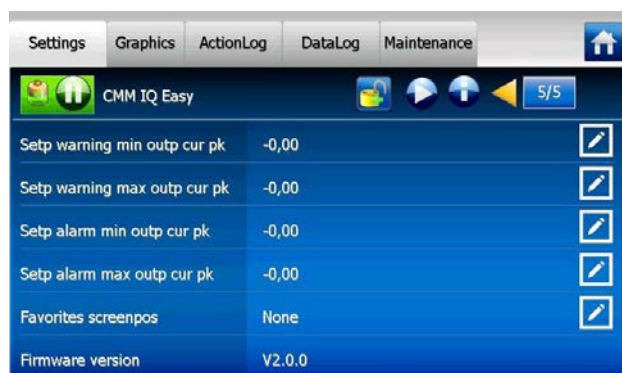 Settings Graphics ActionLog DataLog Maintenance
CMM IQ Easy 5/5
Setp warning min outp cur pk -0,00
Setp warning max outp cur pk -0,00
Setp alarm min outp cur pk -0,00
Setp alarm max outp cur pk -0,00
Favorites screenpos None
Firmware version V2.0.0